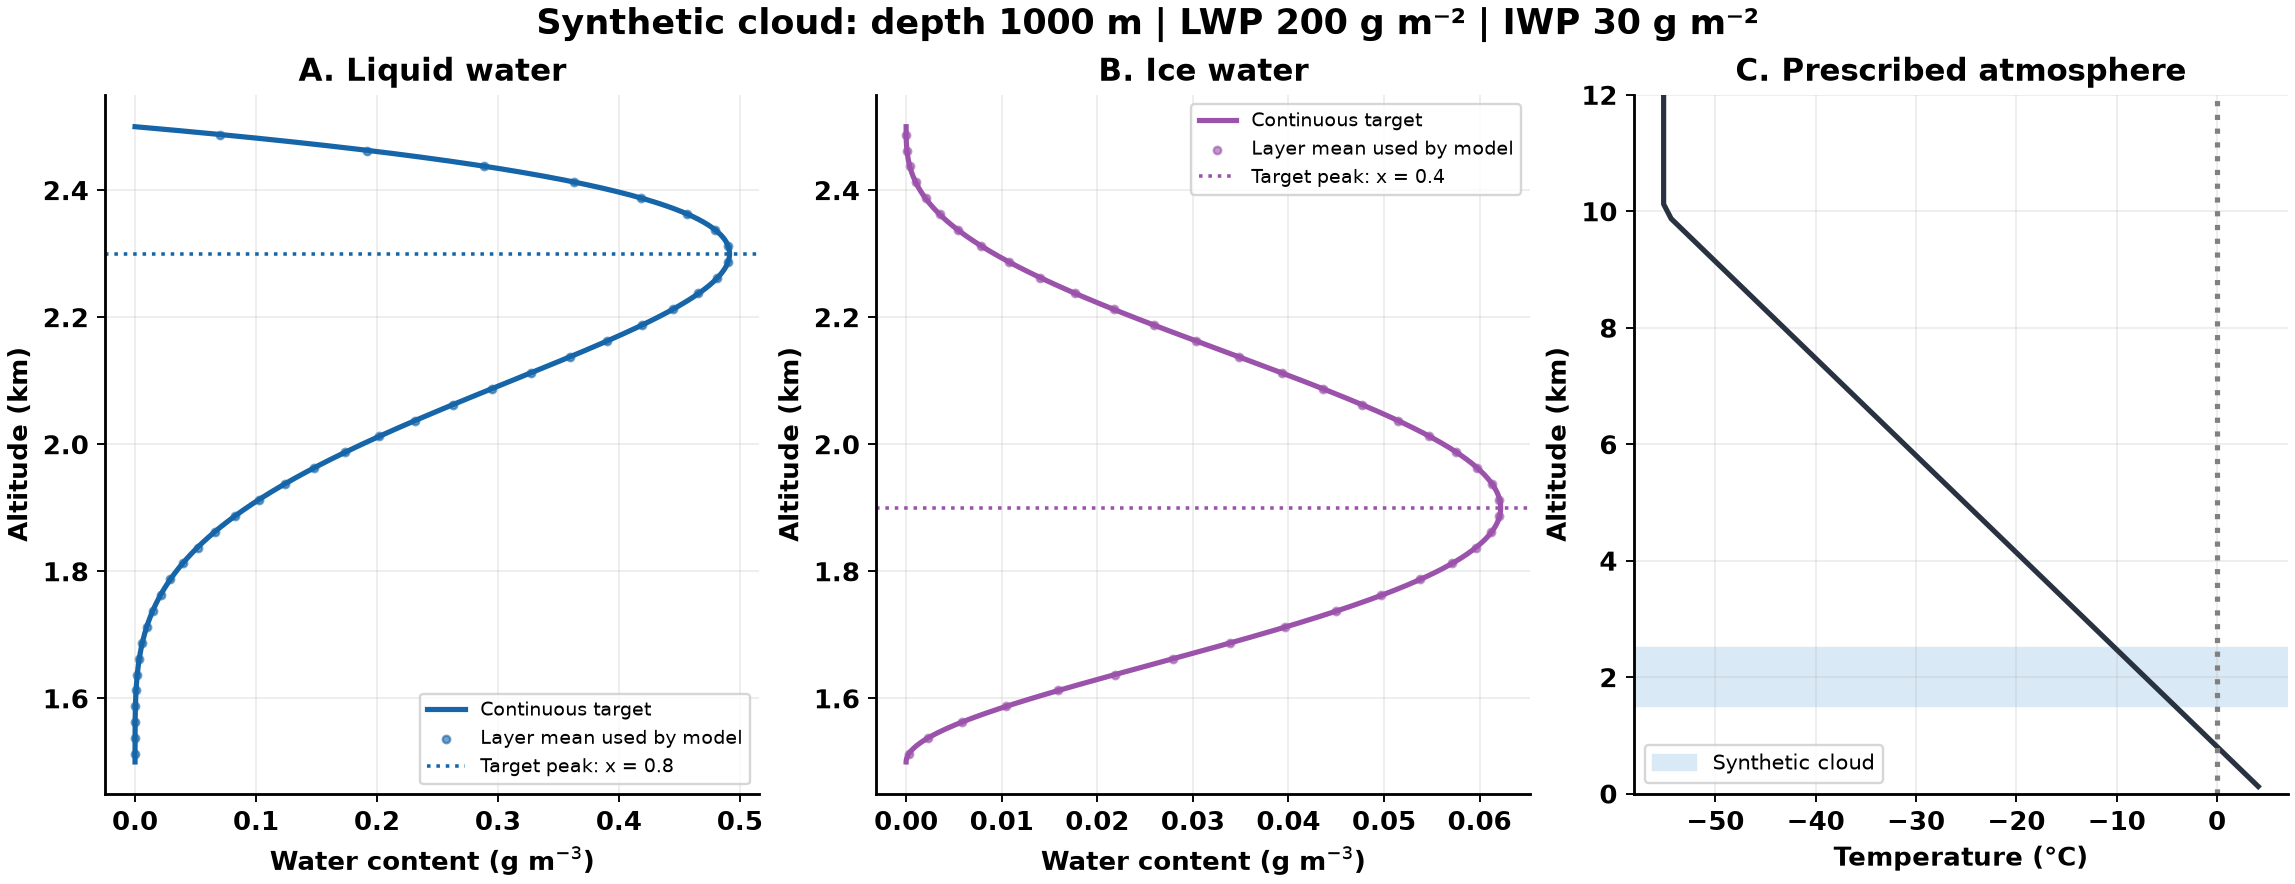 Synthetic cloud: depth 1000 m | LWP 200 g m⁻² | IWP 30 g m⁻²
A. Liquid water
Altitude (km)
2.4
2.2
2.0
1.8
1.6
Continuous target
Layer mean used by model
Target peak: x = 0.8
0.0 0.1 0.2 0.3 0.4 0.5
Water content (g m⁻³)
B. Ice water
Altitude (km)
2.4
2.2
2.0
1.8
1.6
Continuous target
Layer mean used by model
Target peak: x = 0.4
0.00 0.01 0.02 0.03 0.04 0.05 0.06
Water content (g m⁻³)
C. Prescribed atmosphere
Altitude (km)
12
10
8
6
4
2
0
Synthetic cloud
−50 −40 −30 −20 −10 0
Temperature (°C)